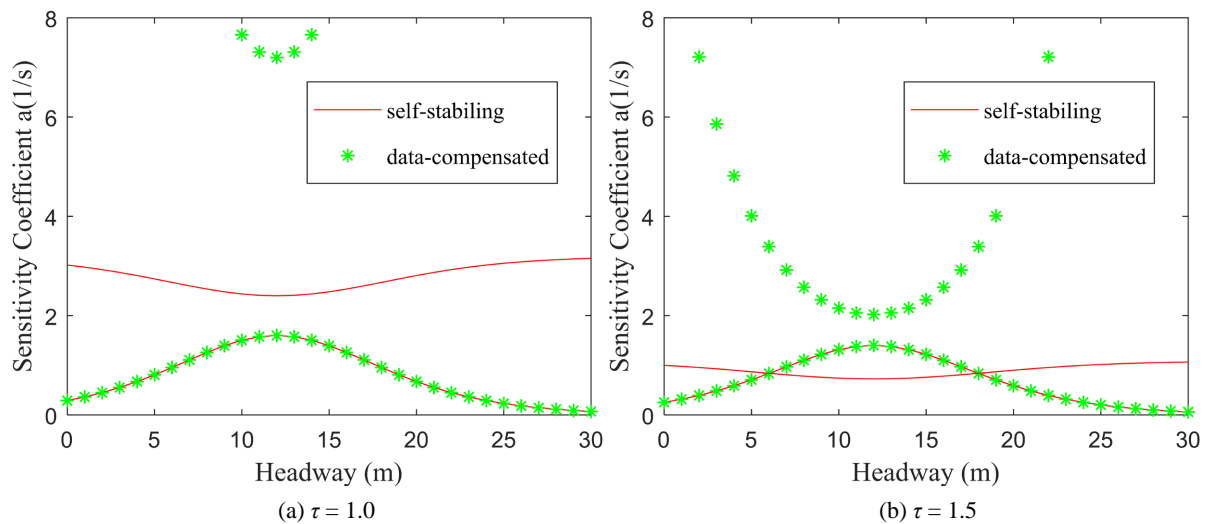 8
6
4
2
0
Sensitivity Coefficient a(1/s)
self-stabiling
data-compensated
0 5 10 15 20 25 30
Headway (m)
(a) τ = 1.0
8
6
4
2
0
Sensitivity Coefficient a(1/s)
self-stabiling
data-compensated
0 5 10 15 20 25 30
Headway (m)
(b) τ = 1.5